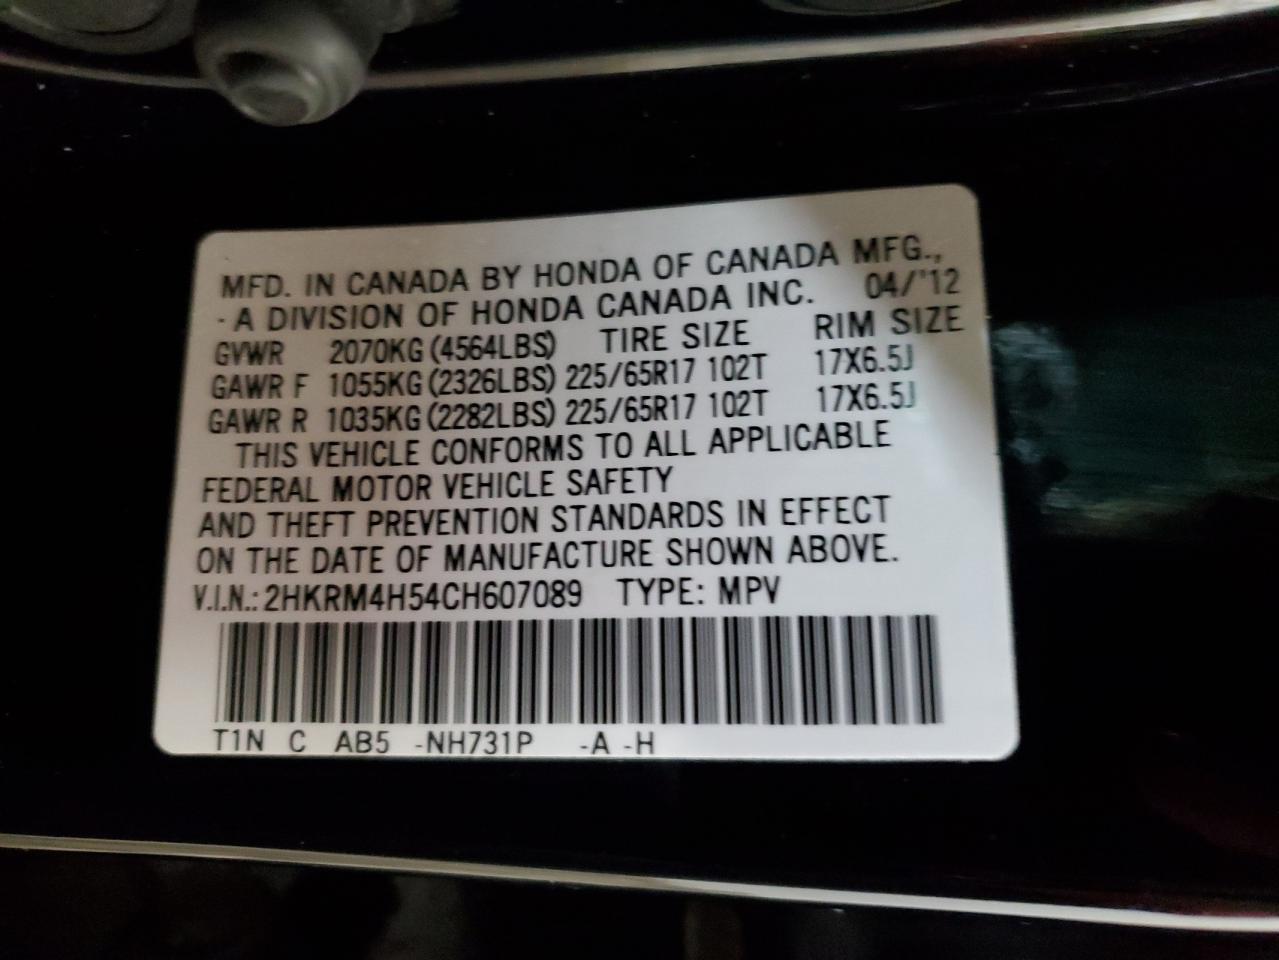 MFD. IN CANADA BY HONDA OF CANADA MFG.,
- A DIVISION OF HONDA CANADA INC. 04/'12
GVWR 2070KG (4564LBS) TIRE SIZE RIM SIZE
GAWR F 1055KG (2326LBS) 225/65R17 102T 17X6.5J
GAWR R 1035KG (2282LBS) 225/65R17 102T 17X6.5J
THIS VEHICLE CONFORMS TO ALL APPLICABLE
FEDERAL MOTOR VEHICLE SAFETY
AND THEFT PREVENTION STANDARDS IN EFFECT
ON THE DATE OF MANUFACTURE SHOWN ABOVE.
V.I.N.: 2HKRM4H54CH607089 TYPE: MPV
T1N C AB5 -NH731P -A -H